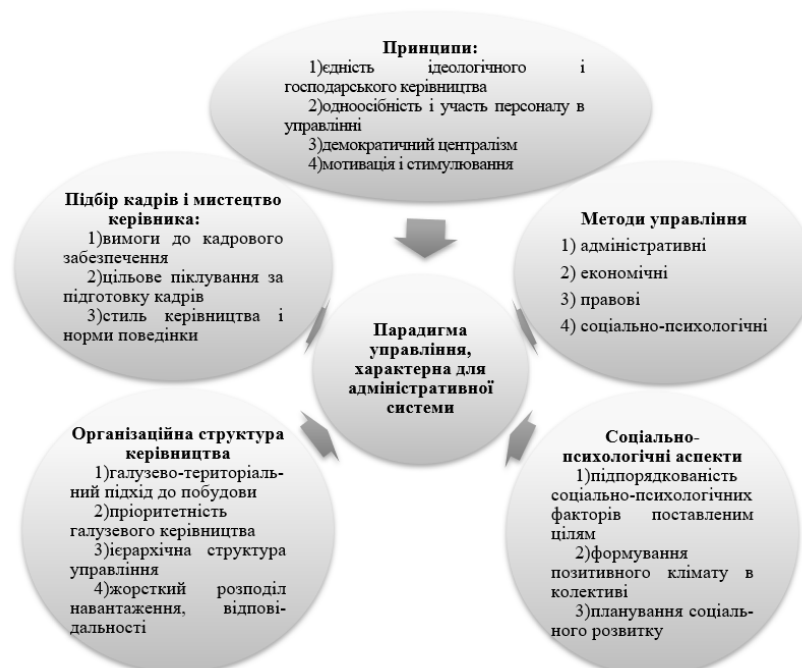 Принципи:
1)єдність ідеологічного і
господарського керівництва
2)одноосібність і участь персоналу в
управлінні
3)демократичний централізм
4)мотивація і стимулювання
Підбір кадрів і мистецтво
керівника:
1)вимоги до кадрового
забезпечення
2)цільове піклування за
підготовку кадрів
3)стиль керівництва і
норми поведінки
Методи управління
1) адміністративні
2) економічні
3) правові
4) соціально-психологічні
Парадигма
управління,
характерна для
адміністративної
системи
Організаційна структура
керівництва
1)галузево-територіаль-
ний підхід до побудови
2)пріоритетність
галузевого керівництва
3)ієрархічна структура
управління
4)жорсткий розподіл
навантаження, відпові-
дальності
Соціально-
психологічні аспекти
1)підпорядкованість
соціально-психологічних
факторів поставленим
цілям
2)формування
позитивного клімату в
колективі
3)планування соціаль-
ного розвитку